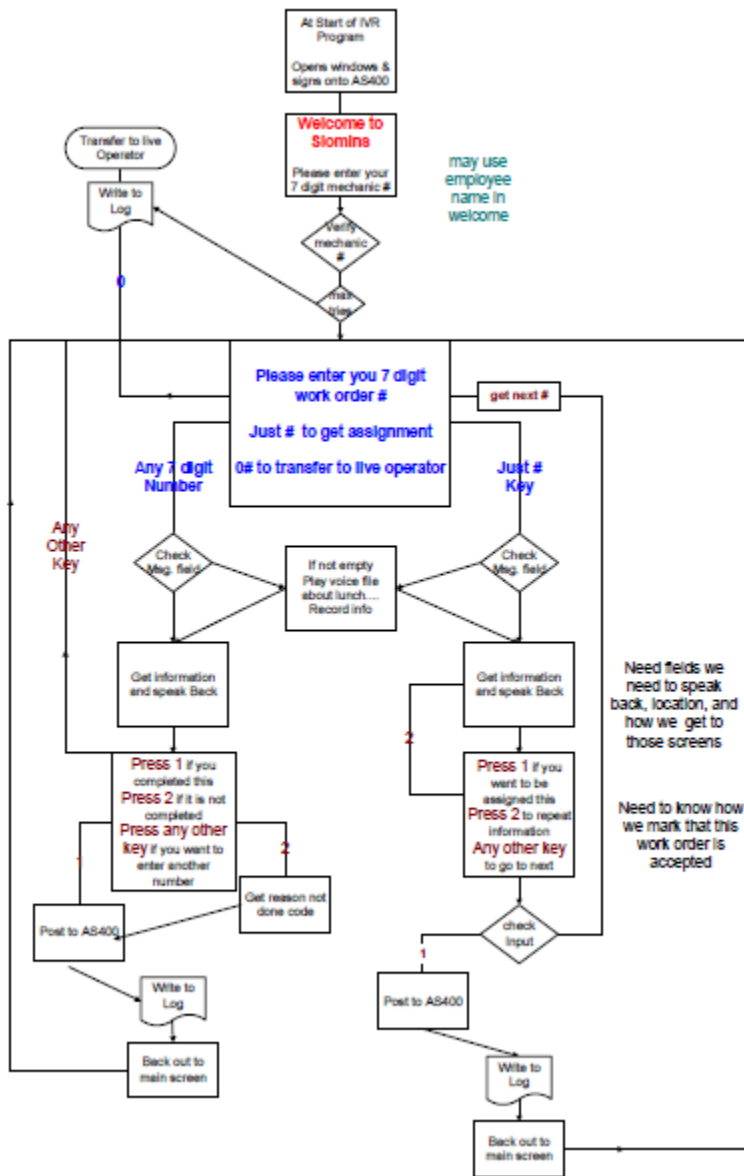 At Start of IVR
Program
Opens windows &
signs onto AS400
Welcome to
Slomins
Please enter your
7 digit mechanic #
may use
employee
name in
welcome
Transfer to live
Operator
Write to
Log
Verify
mechanic
#
max
tries
0
Please enter you 7 digit
work order #
Just # to get assignment
0# to transfer to live operator
get next #
Any 7 digit
Number
Just #
Key
Any
Other
Key
Check
Msg. field
If not empty
Play voice file
about lunch....
Record info
Check
Msg. field
Get information
and speak Back
Get information
and speak Back
Need fields we
need to speak
back, location, and
how we get to
those screens
2
Press 1 if you
completed this
Press 2 if it is not
completed
Press any other
key if you want to
enter another
number
Press 1 if you
want to be
assigned this
Press 2 to repeat
information
Any other key
to go to next
Need to know how
we mark that this
work order is
accepted
1
2
Get reason not
done code
Post to AS400
check
Input
1
Post to AS400
Write to
Log
Back out to
main screen
Write to
Log
Back out to
main screen